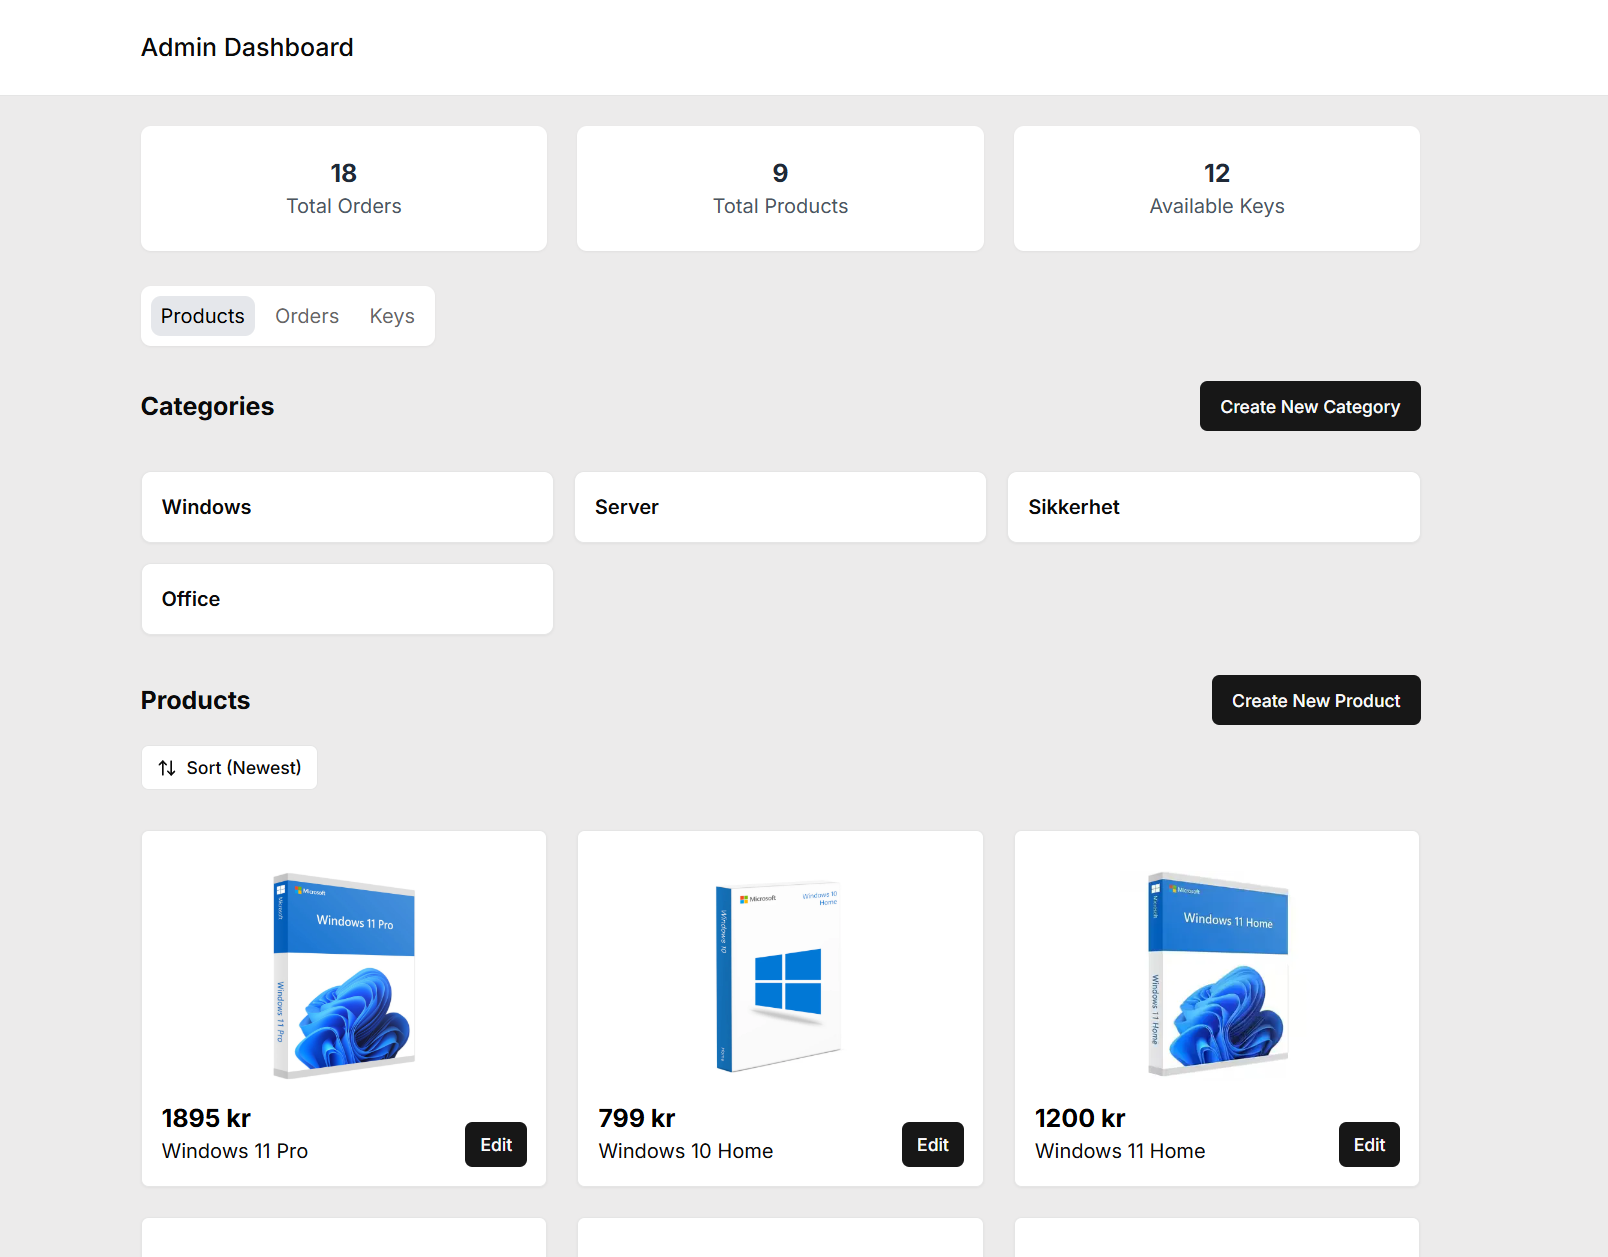 Admin Dashboard
18
Total Orders
9
Total Products
12
Available Keys
Products Orders Keys
Categories
Create New Category
Windows
Server
Sikkerhet
Office
Products
Create New Product
Sort (Newest)
Microsoft
Windows 11 Pro
Windows 11 Pro
Microsoft
Windows 10
Home
Windows 10
Microsoft
Windows 11 Home
Windows 11 Home
1895 kr
Windows 11 Pro
Edit
799 kr
Windows 10 Home
Edit
1200 kr
Windows 11 Home
Edit